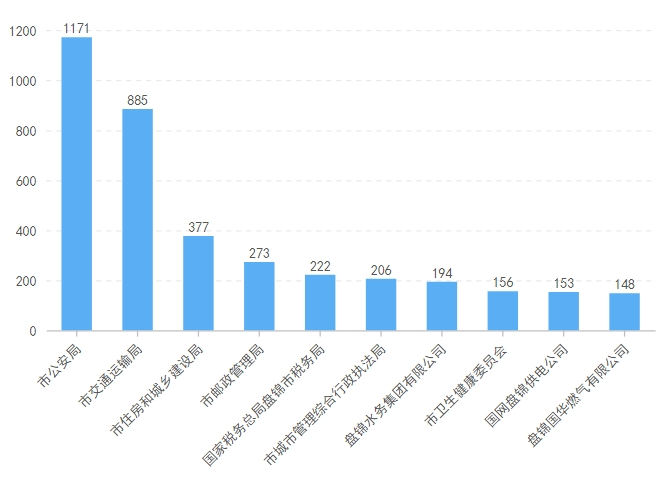 1200
1000
800
600
400
200
0
1171
885
377
273
222
206
194
156
153
148
市公安局
市交通运输局
市住房和城乡建设局
市邮政管理局
国家税务总局盘锦市税务局
市城市管理综合行政执法局
盘锦水务集团有限公司
市卫生健康委员会
国网盘锦供电公司
盘锦国华燃气有限公司